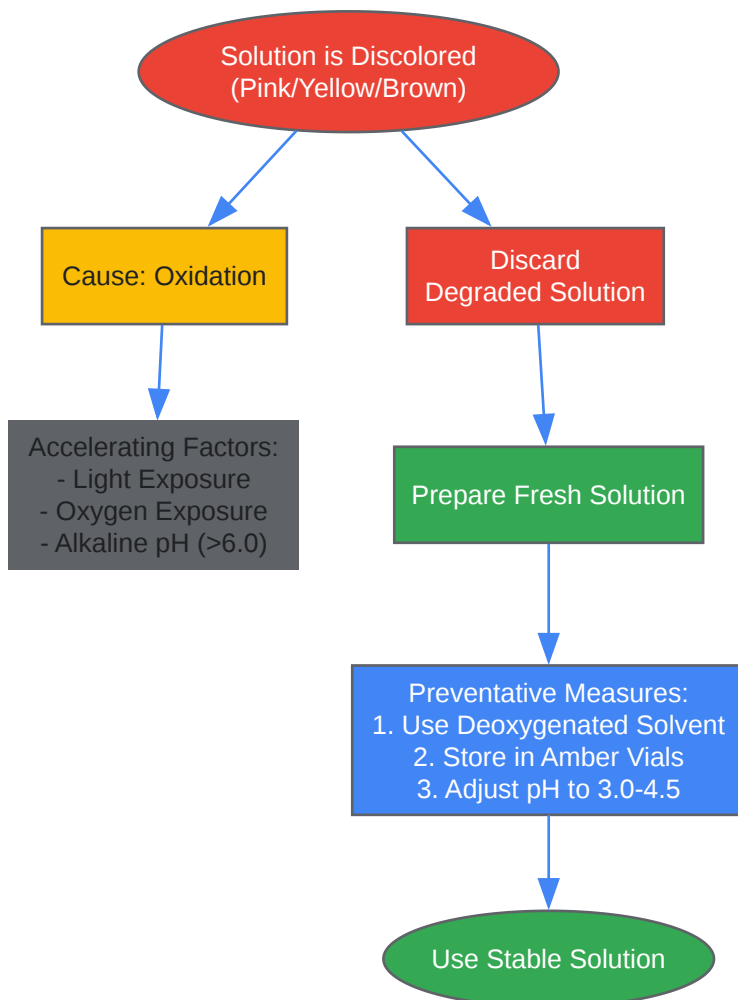 Solution is Discolored
(Pink/Yellow/Brown)
Cause: Oxidation
Discard
Degraded Solution
Accelerating Factors:
- Light Exposure
- Oxygen Exposure
- Alkaline pH (>6.0)
Prepare Fresh Solution
Preventative Measures:
1. Use Deoxygenated Solvent
2. Store in Amber Vials
3. Adjust pH to 3.0-4.5
Use Stable Solution